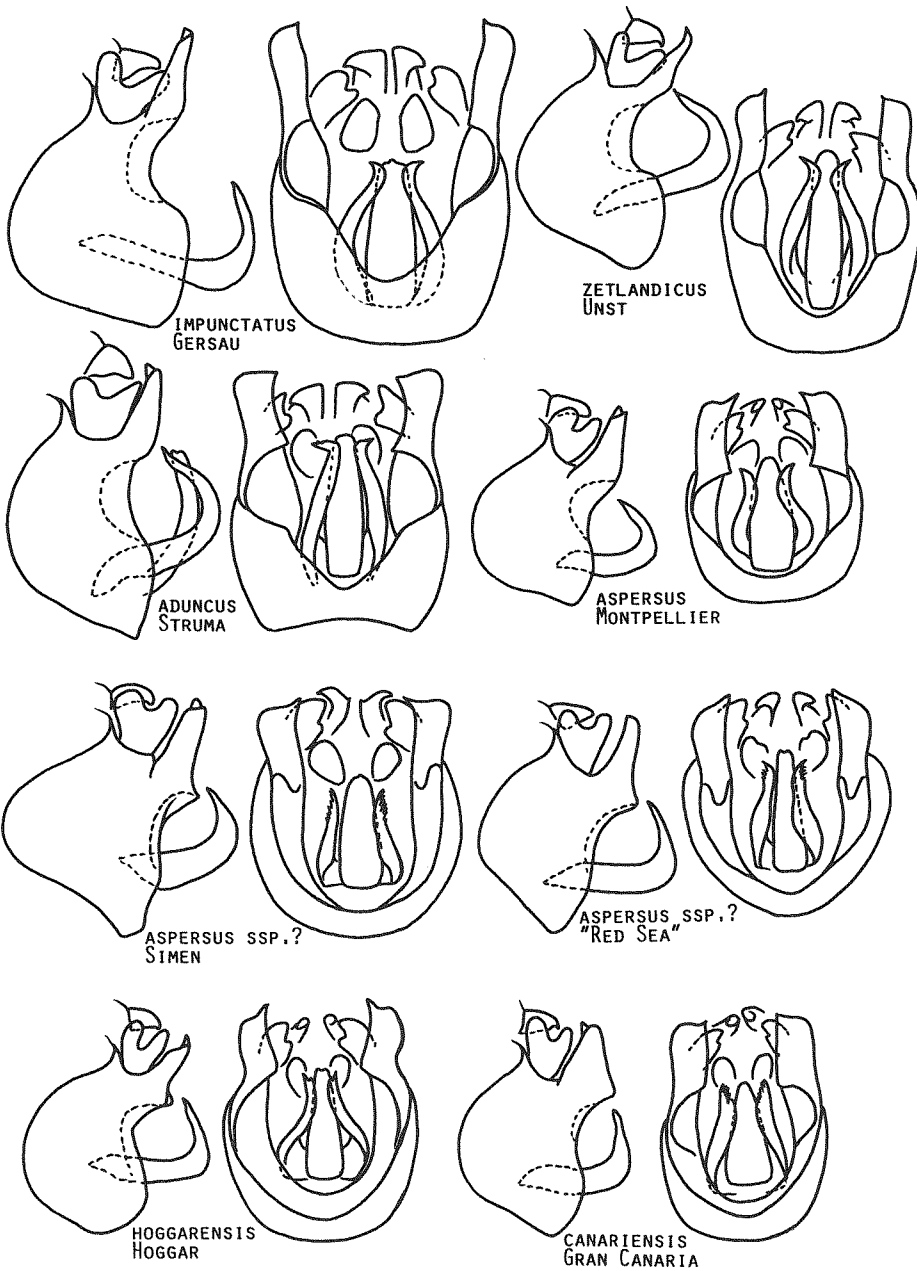 IMPUNCTATUS
GERSAU
ZETLANDICUS
UNST
ADUNCUS
STRUMA
ASPERSUS
MONTPELLIER
ASPERSUS SSP.?
SIMEN
ASPERSUS SSP.?
"RED SEA"
HOGGARENSIS
HOGGAR
CANARIENSIS
GRAN CANARIA